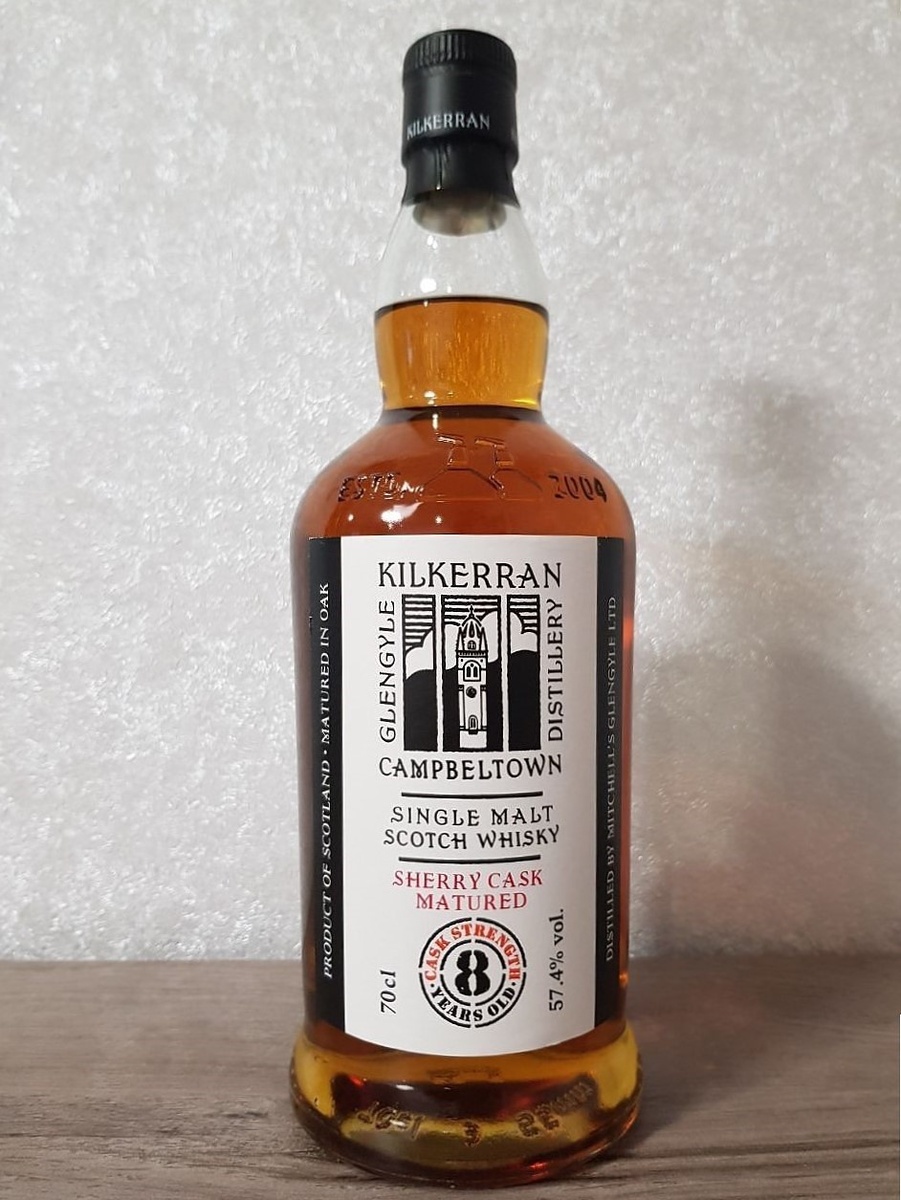 KILKERRAN
ESTD. 2004
KILKERRAN
GLENGYLE
DISTILLERY
CAMPBELTOWN
SINGLE MALT
SCOTCH WHISKY
SHERRY CASK
MATURED
70cl
CASK STRENGTH
8
• YEARS OLD •
57.4% vol.
PRODUCT OF SCOTLAND • MATURED IN OAK
DISTILLED BY MITCHELL'S GLENGYLE LTD